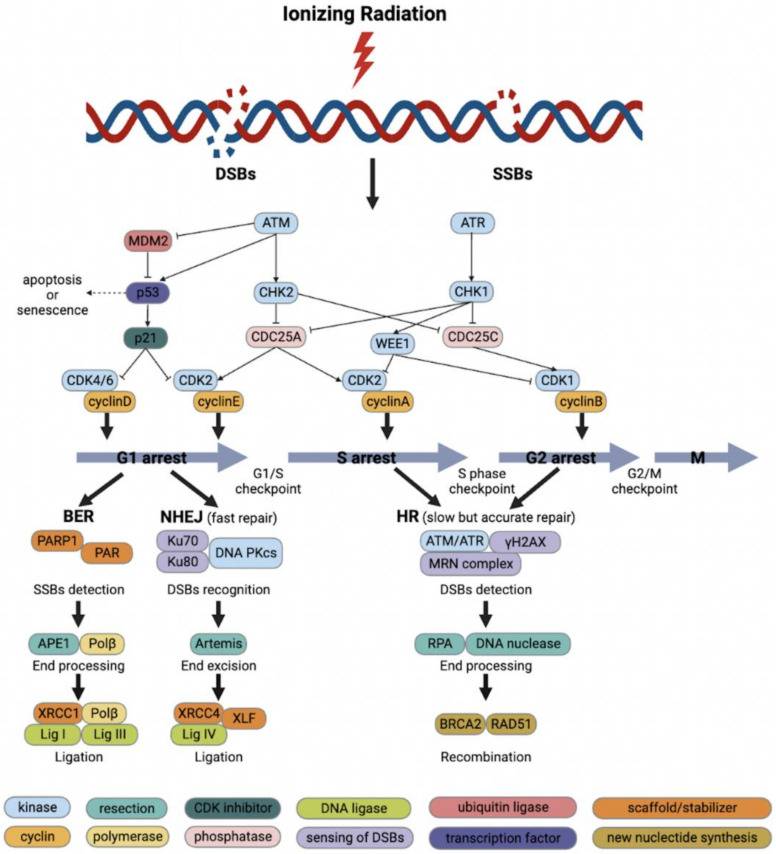 Ionizing Radiation
DSBs
SSBs
ATM
ATR
MDM2
apoptosis
or
senescence
p53
CHK2
CHK1
p21
CDC25A
WEE1
CDC25C
CDK4/6
cyclinD
CDK2
cyclinE
CDK2
cyclinA
CDK1
cyclinB
G1 arrest
G1/S
checkpoint
S arrest
S phase
checkpoint
G2 arrest
G2/M
checkpoint
M
BER
PARP1
PAR
SSBs detection
APE1
Polβ
End processing
XRCC1
Polβ
Lig I
Lig III
Ligation
NHEJ (fast repair)
Ku70
Ku80
DNA PKcs
DSBs recognition
Artemis
End excision
XRCC4
XLF
Lig IV
Ligation
HR (slow but accurate repair)
ATM/ATR
γH2AX
MRN complex
DSBs detection
RPA
DNA nuclease
End processing
BRCA2
RAD51
Recombination
kinase
resection
CDK inhibitor
DNA ligase
ubiquitin ligase
scaffold/stabilizer
cyclin
polymerase
phosphatase
sensing of DSBs
transcription factor
new nucleotide synthesis